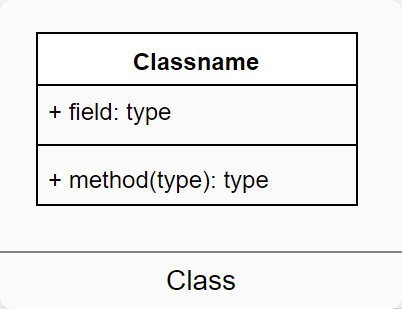 Classname
+ field: type
+ method(type): type
Class